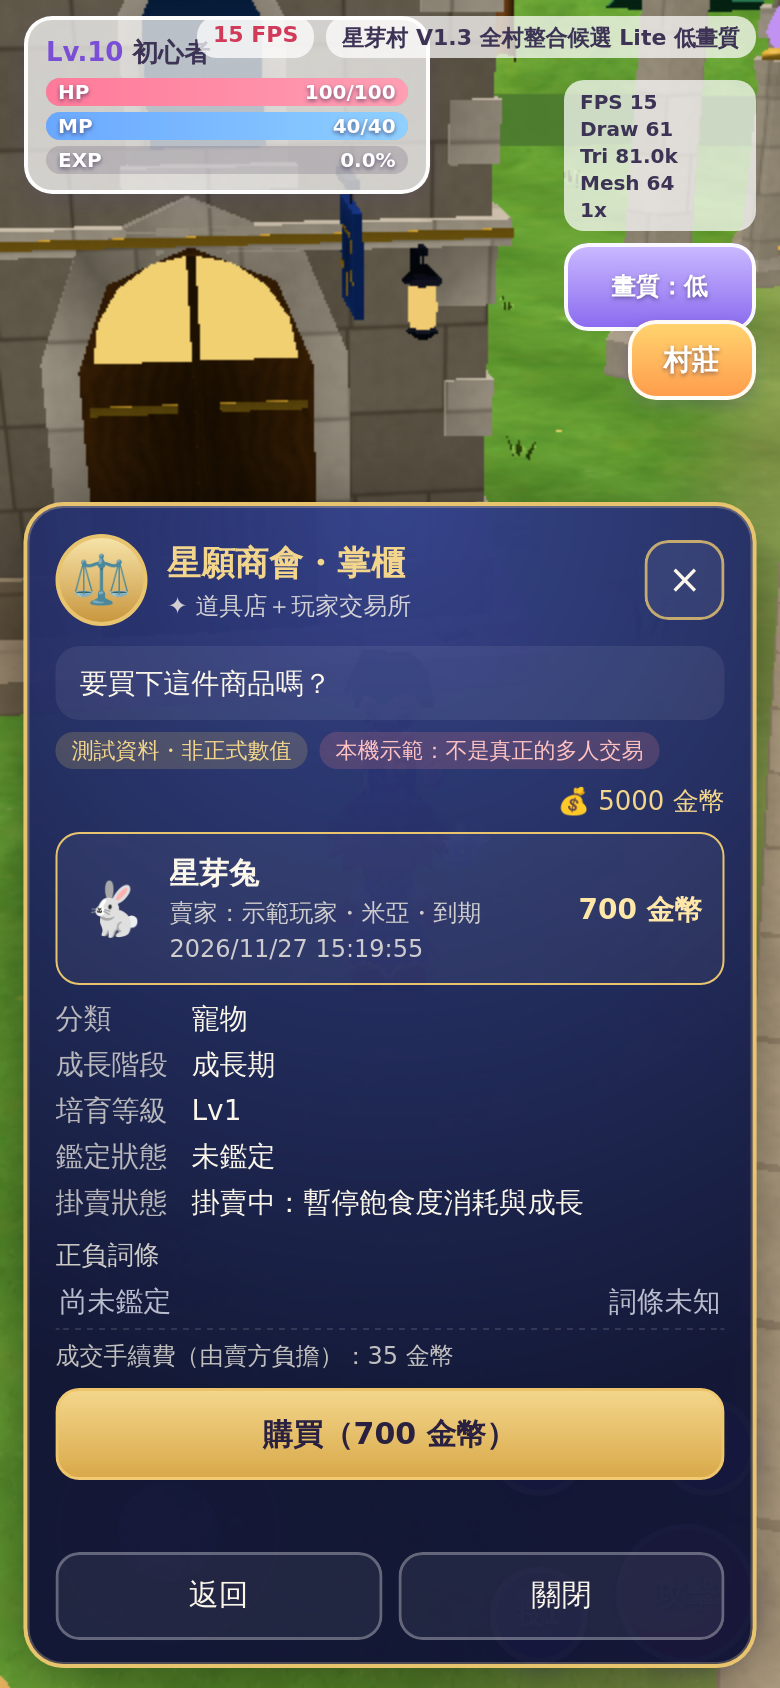 Lv.10 初心者
15 FPS
星芽村 V1.3 全村整合候選 Lite 低畫質
HP 100/100
MP 40/40
EXP 0.0%
FPS 15
Draw 61
Tri 81.0k
Mesh 64
1x
畫質：低
村莊
星願商會・掌櫃
✦ 道具店＋玩家交易所
×
要買下這件商品嗎？
測試資料・非正式數值 本機示範：不是真正的多人交易
💰 5000 金幣
星芽兔
賣家：示範玩家・米亞・到期
2026/11/27 15:19:55
700 金幣
分類 寵物
成長階段 成長期
培育等級 Lv1
鑑定狀態 未鑑定
掛賣狀態 掛賣中：暫停飽食度消耗與成長
正負詞條
尚未鑑定 詞條未知
成交手續費（由賣方負擔）：35 金幣
購買（700 金幣）
返回 關閉